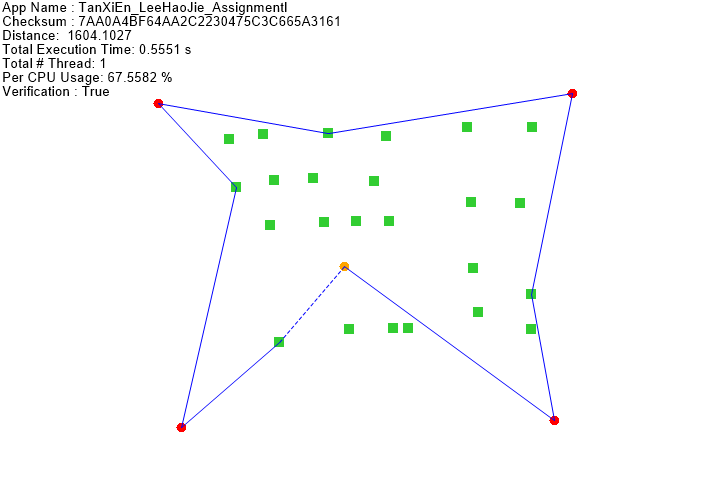 App Name : TanXiEn_LeeHaoJie_AssignmentI
Checksum : 7AA0A4BF64AA2C2230475C3C665A3161
Distance:  1604.1027
Total Execution Time: 0.5551 s
Total # Thread: 1
Per CPU Usage: 67.5582 %
Verification : True